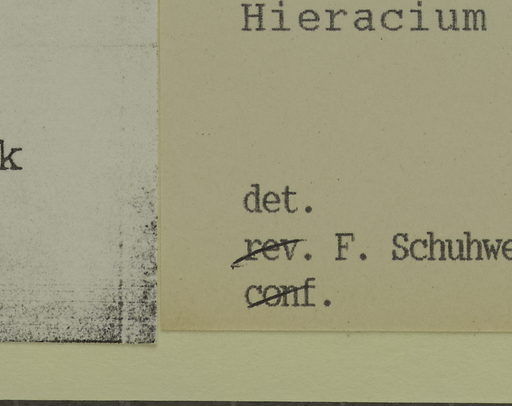 Hieracium
k
det.
rev. F. Schuhwe
conf.